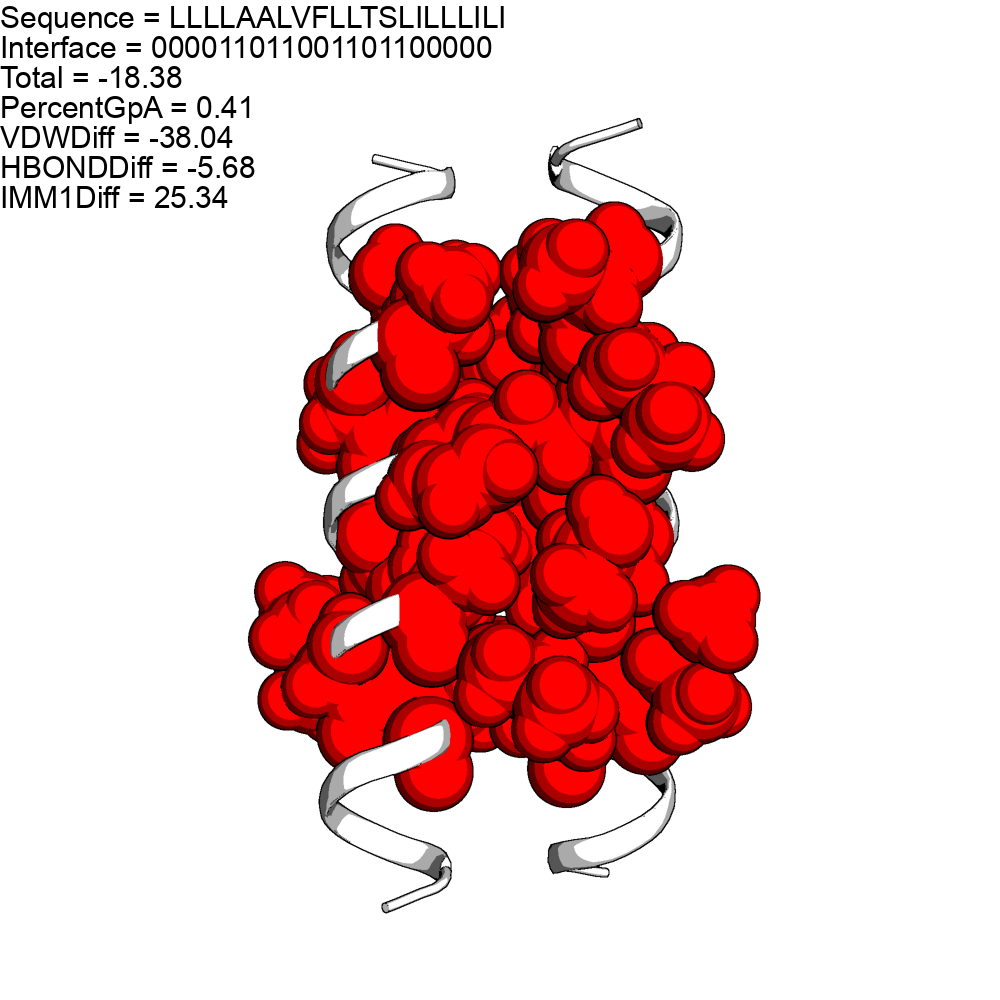 Sequence = LLLLAALVFLLTSLILLLILI
Interface = 000011011001101100000
Total = -18.38
PercentGpA = 0.41
VDWDiff = -38.04
HBONDDiff = -5.68
IMM1Diff = 25.34